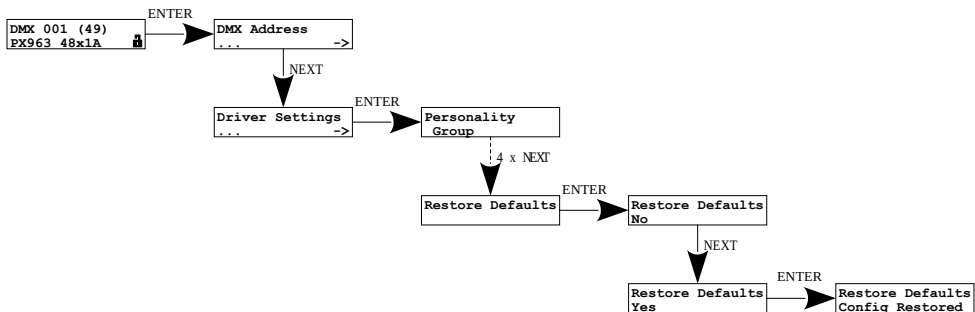 ENTER
DMX 001 (49)
PX963 48x1A
DMX Address
... ->
NEXT
Driver Settings
... ->
ENTER
Personality
Group
4 x NEXT
Restore Defaults
ENTER
Restore Defaults
No
NEXT
Restore Defaults
Yes
ENTER
Restore Defaults
Config Restored